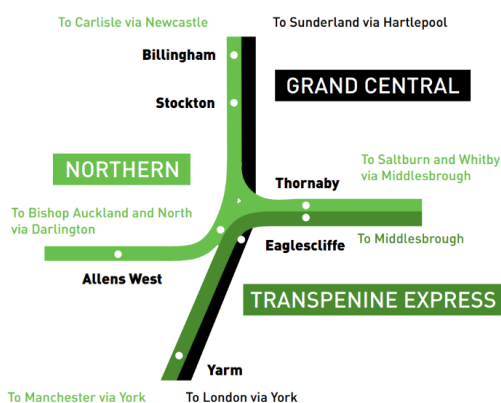 To Carlisle via Newcastle
To Sunderland via Hartlepool
Billingham
GRAND CENTRAL
Stockton
NORTHERN
To Saltburn and Whitby
via Middlesbrough
Thornaby
To Bishop Auckland and North
via Darlington
Eaglescliffe
To Middlesbrough
Allens West
TRANSPENINE EXPRESS
Yarm
To Manchester via York
To London via York